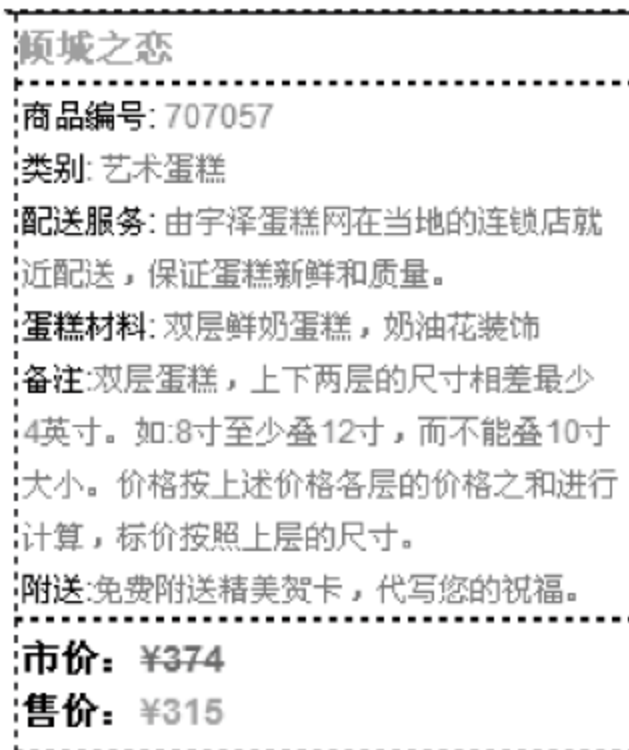 倾城之恋
商品编号: 707057
类别: 艺术蛋糕
配送服务: 由宇泽蛋糕网在当地的连锁店就
近配送，保证蛋糕新鲜和质量。
蛋糕材料: 双层鲜奶蛋糕，奶油花装饰
备注:双层蛋糕，上下两层的尺寸相差最少
4英寸。如:8寸至少叠12寸，而不能叠10寸
大小。价格按上述价格各层的价格之和进行
计算，标价按照上层的尺寸。
附送:免费附送精美贺卡，代写您的祝福。
市价：¥374
售价：¥315